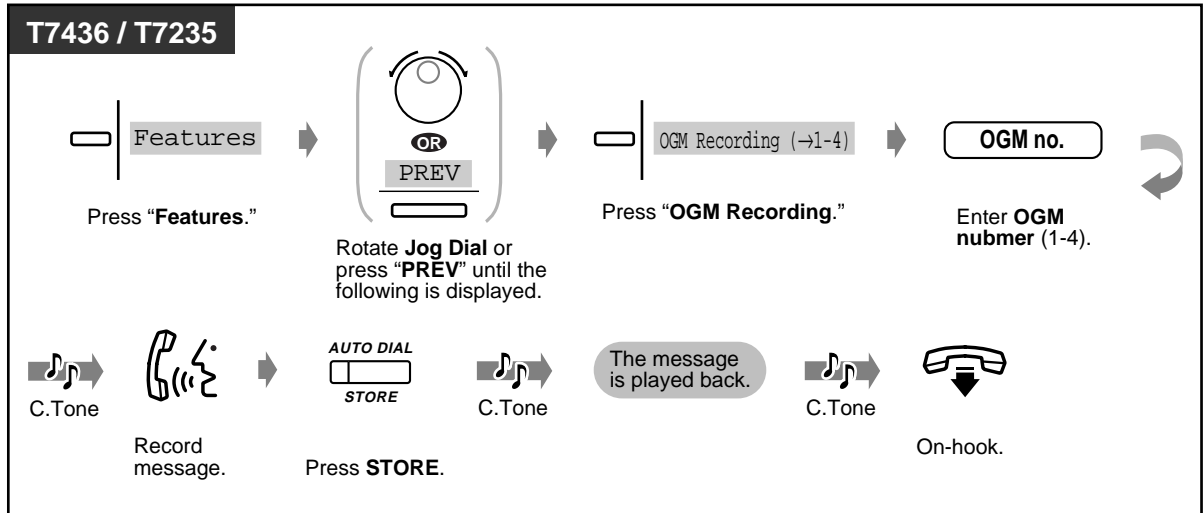 T7436 / T7235
Features
OR
PREV
OGM Recording (→1-4)
OGM no.
Press “Features.”
Rotate Jog Dial or
press “PREV” until the
following is displayed.
Press “OGM Recording.”
Enter OGM
nubmer (1-4).
C.Tone
Record
message.
AUTO DIAL
STORE
Press STORE.
C.Tone
The message
is played back.
C.Tone
On-hook.